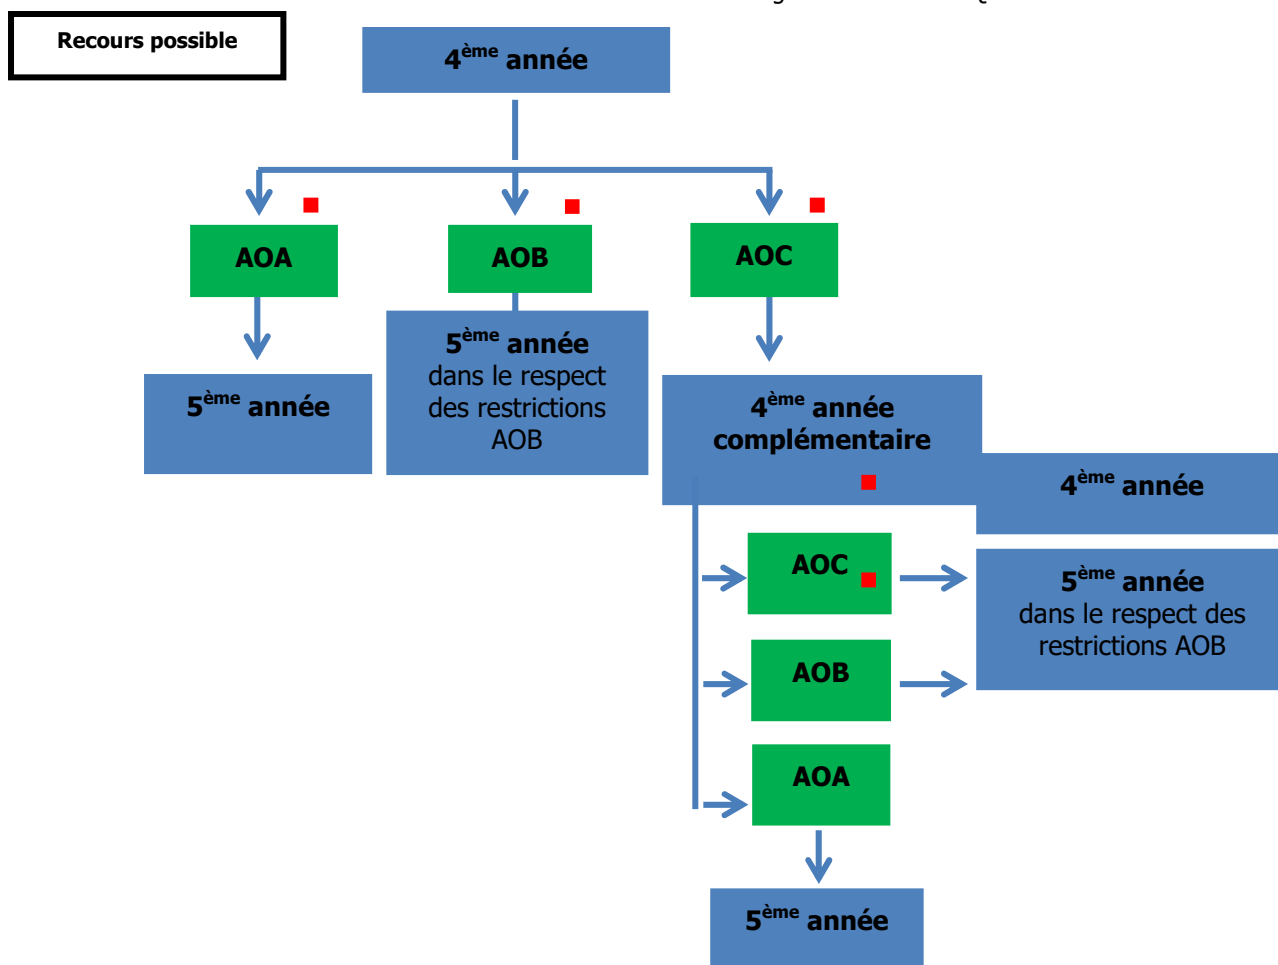 Recours possible
4ème année
AOA
AOB
AOC
5ème année
5ème année
dans le respect
des restrictions
AOB
4ème année
complémentaire
4ème année
AOC
5ème année
dans le respect des
restrictions AOB
AOB
AOA
5ème année